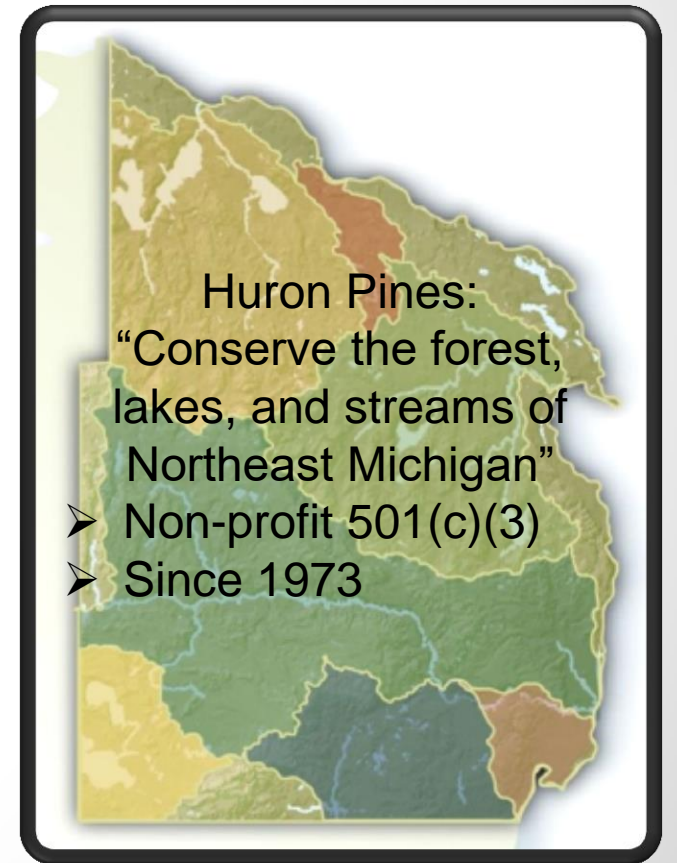 Huron Pines:
“Conserve the forest,
lakes, and streams of
Northeast Michigan”
➢ Non-profit 501(c)(3)
➢ Since 1973